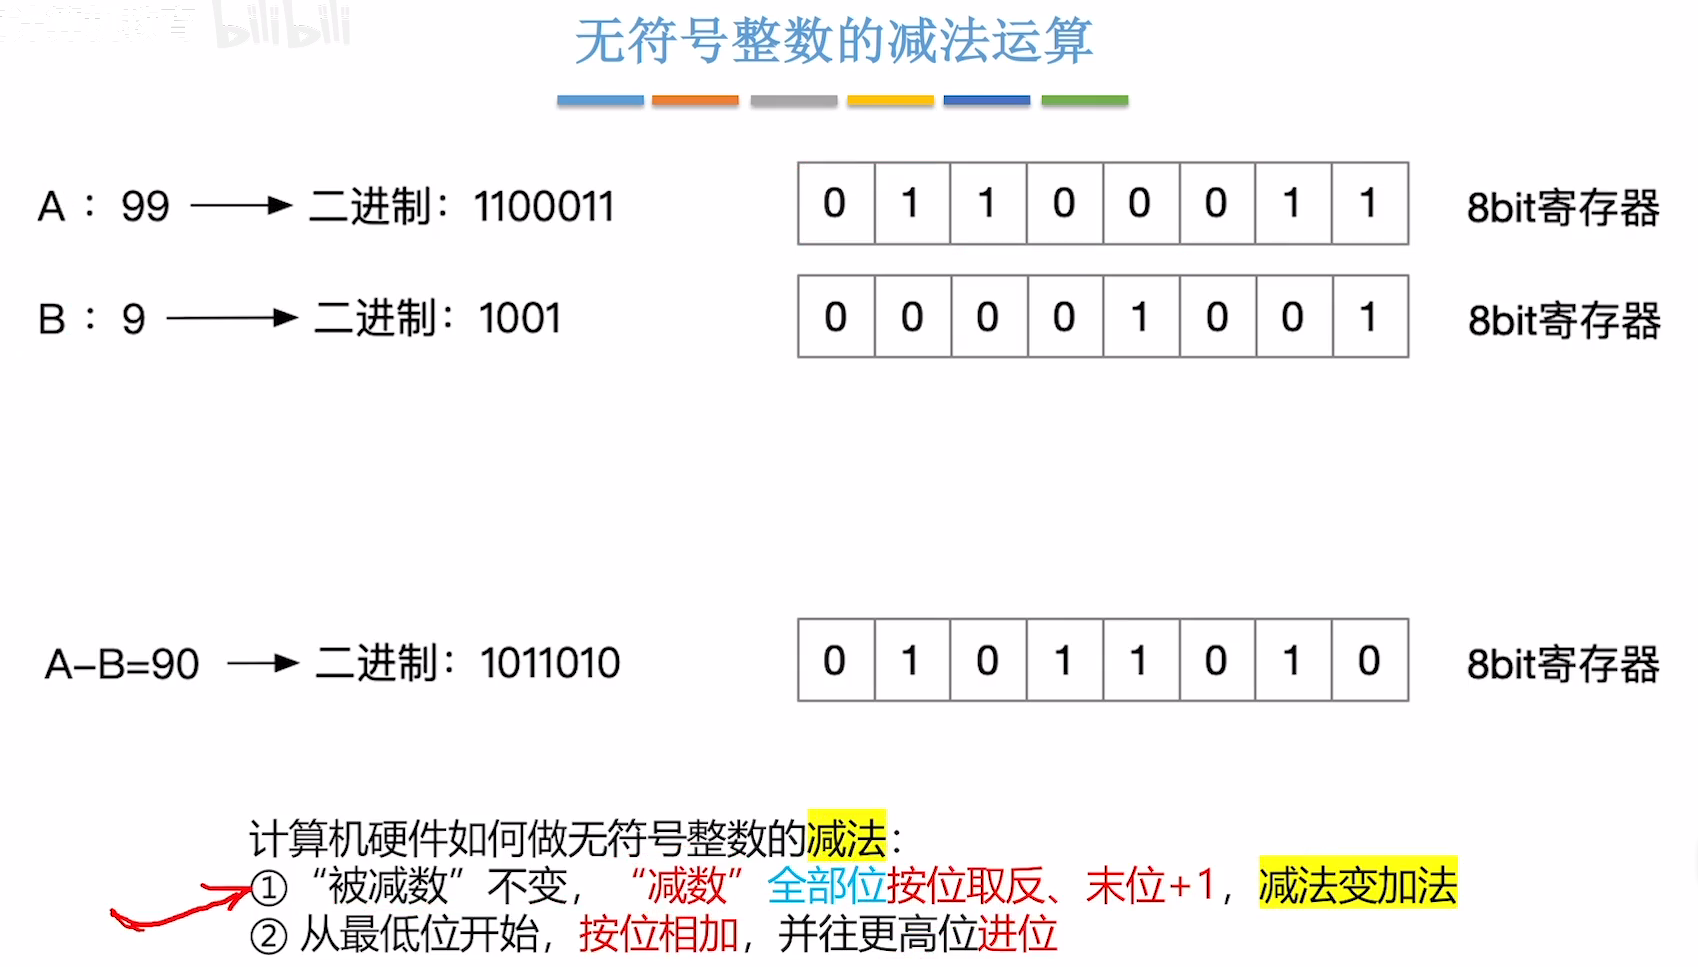 bilibili
无符号整数的减法运算
A：99 二进制：1100011 0 1 1 0 0 0 1 1 8bit寄存器
B：9 二进制：1001 0 0 0 0 1 0 0 1 8bit寄存器
A-B=90 二进制：1011010 0 1 0 1 1 0 1 0 8bit寄存器
计算机硬件如何做无符号整数的减法：
①“被减数”不变，“减数”全部位按位取反、末位+1，减法变加法
② 从最低位开始，按位相加，并往更高位进位